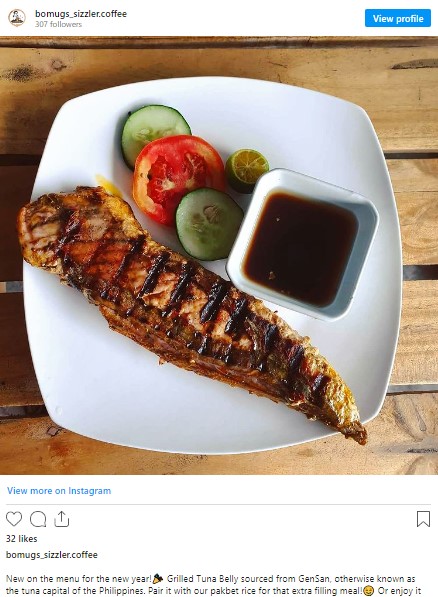 bomugs_sizzler.coffee
307 followers
View profile
View more on Instagram
32 likes
bomugs_sizzler.coffee
New on the menu for the new year!🎉 Grilled Tuna Belly sourced from GenSan, otherwise known as
the tuna capital of the Philippines. Pair it with our pakbet rice for that extra filling meal!😊 Or enjoy it